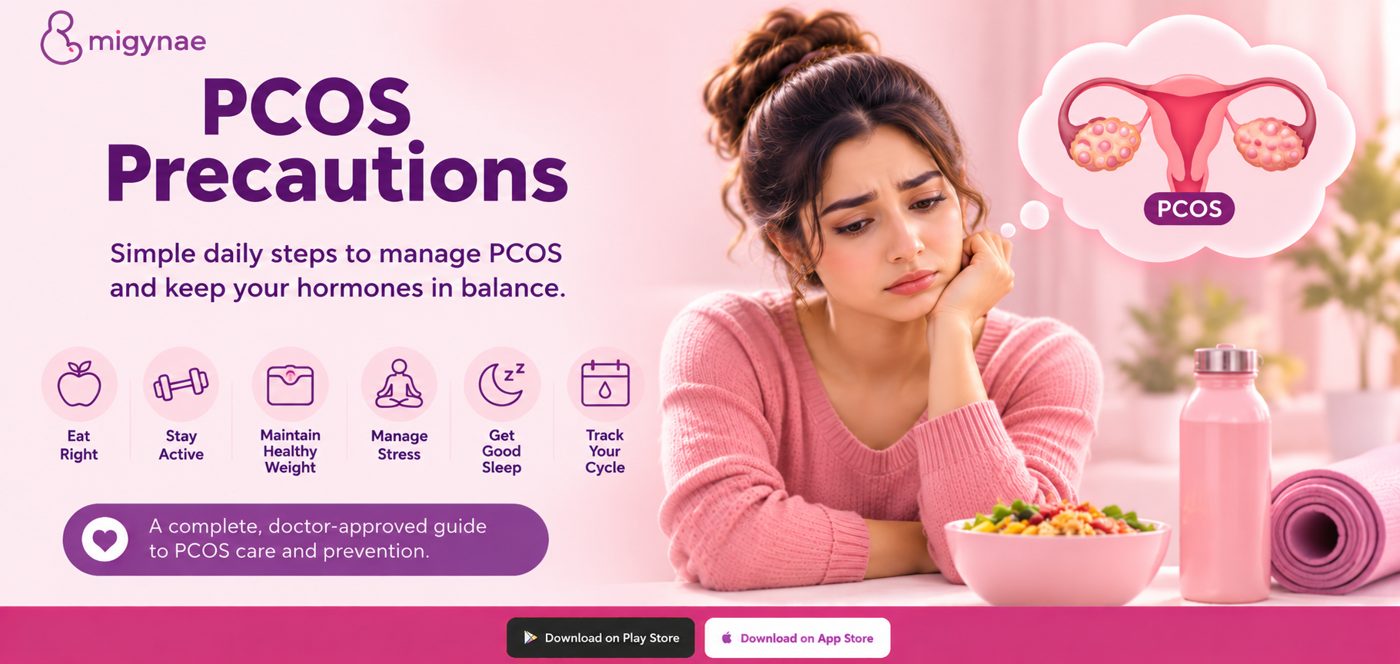 migynae
PCOS
Precautions
Simple daily steps to manage PCOS
and keep your hormones in balance.
Eat
Right
Stay
Active
Maintain
Healthy
Weight
Manage
Stress
Get
Good
Sleep
Track
Your
Cycle
A complete, doctor-approved guide
to PCOS care and prevention.
PCOS
Download on Play Store
Download on App Store